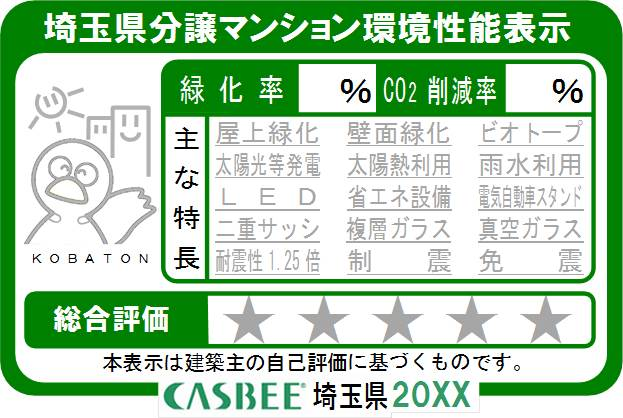 埼玉県分譲マンション環境性能表示
緑化率 % CO2 削減率 %
主な特長
屋上緑化 壁面緑化 ビオトープ
太陽光等発電 太陽熱利用 雨水利用
LED 省エネ設備 電気自動車スタンド
二重サッシ 複層ガラス 真空ガラス
耐震性1.25倍 制震 免震
KOBATON
総合評価 ★★★★★
本表示は建築主の自己評価に基づくものです。
CASBEE® 埼玉県 20XX